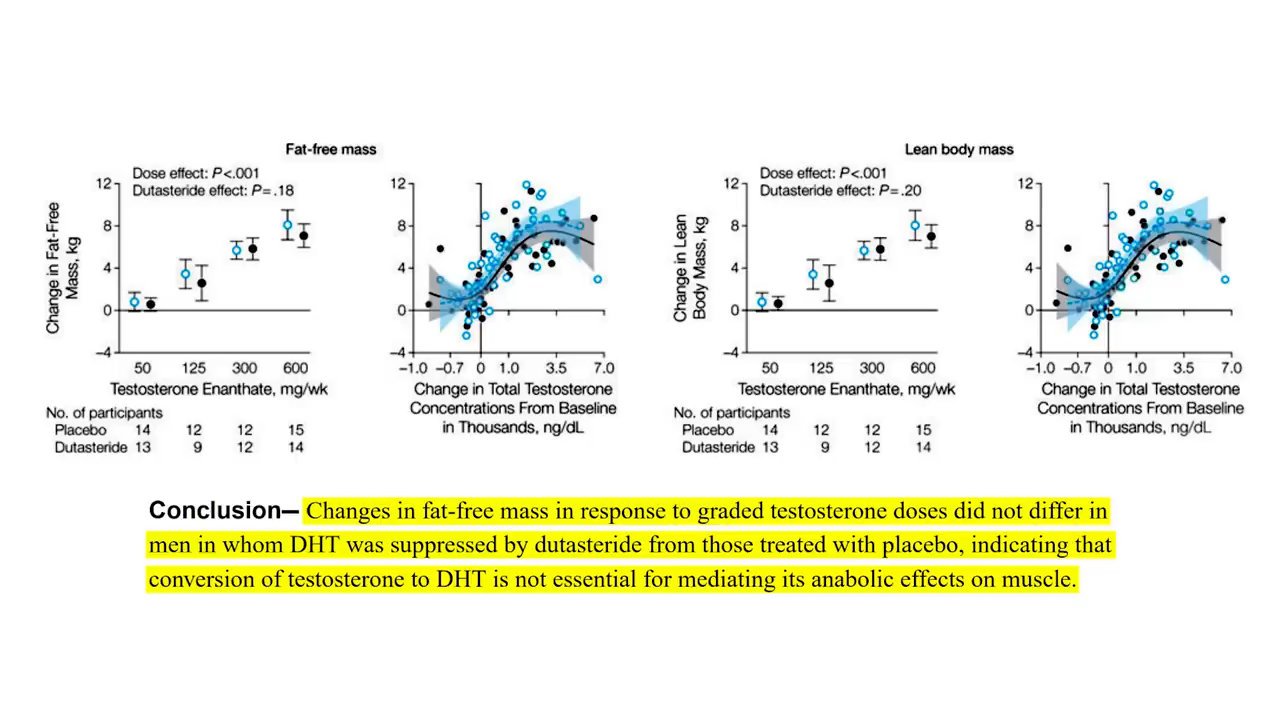 Fat-free mass
Dose effect: P<.001
Dutasteride effect: P=.18
Change in Fat-Free
Mass, kg
12
8
4
0
−4
50 125 300 600
Testosterone Enanthate, mg/wk
No. of participants
Placebo 14 12 12 15
Dutasteride 13 9 12 14
12
8
4
0
−4
−1.0 −0.7 0 1.0 3.5 7.0
Change in Total Testosterone
Concentrations From Baseline
in Thousands, ng/dL
Lean body mass
Dose effect: P<.001
Dutasteride effect: P=.20
Change in Lean
Body Mass, kg
12
8
4
0
−4
50 125 300 600
Testosterone Enanthate, mg/wk
No. of participants
Placebo 14 12 12 15
Dutasteride 13 9 12 14
12
8
4
0
−4
−1.0 −0.7 0 1.0 3.5 7.0
Change in Total Testosterone
Concentrations From Baseline
in Thousands, ng/dL
Conclusion— Changes in fat-free mass in response to graded testosterone doses did not differ in
men in whom DHT was suppressed by dutasteride from those treated with placebo, indicating that
conversion of testosterone to DHT is not essential for mediating its anabolic effects on muscle.